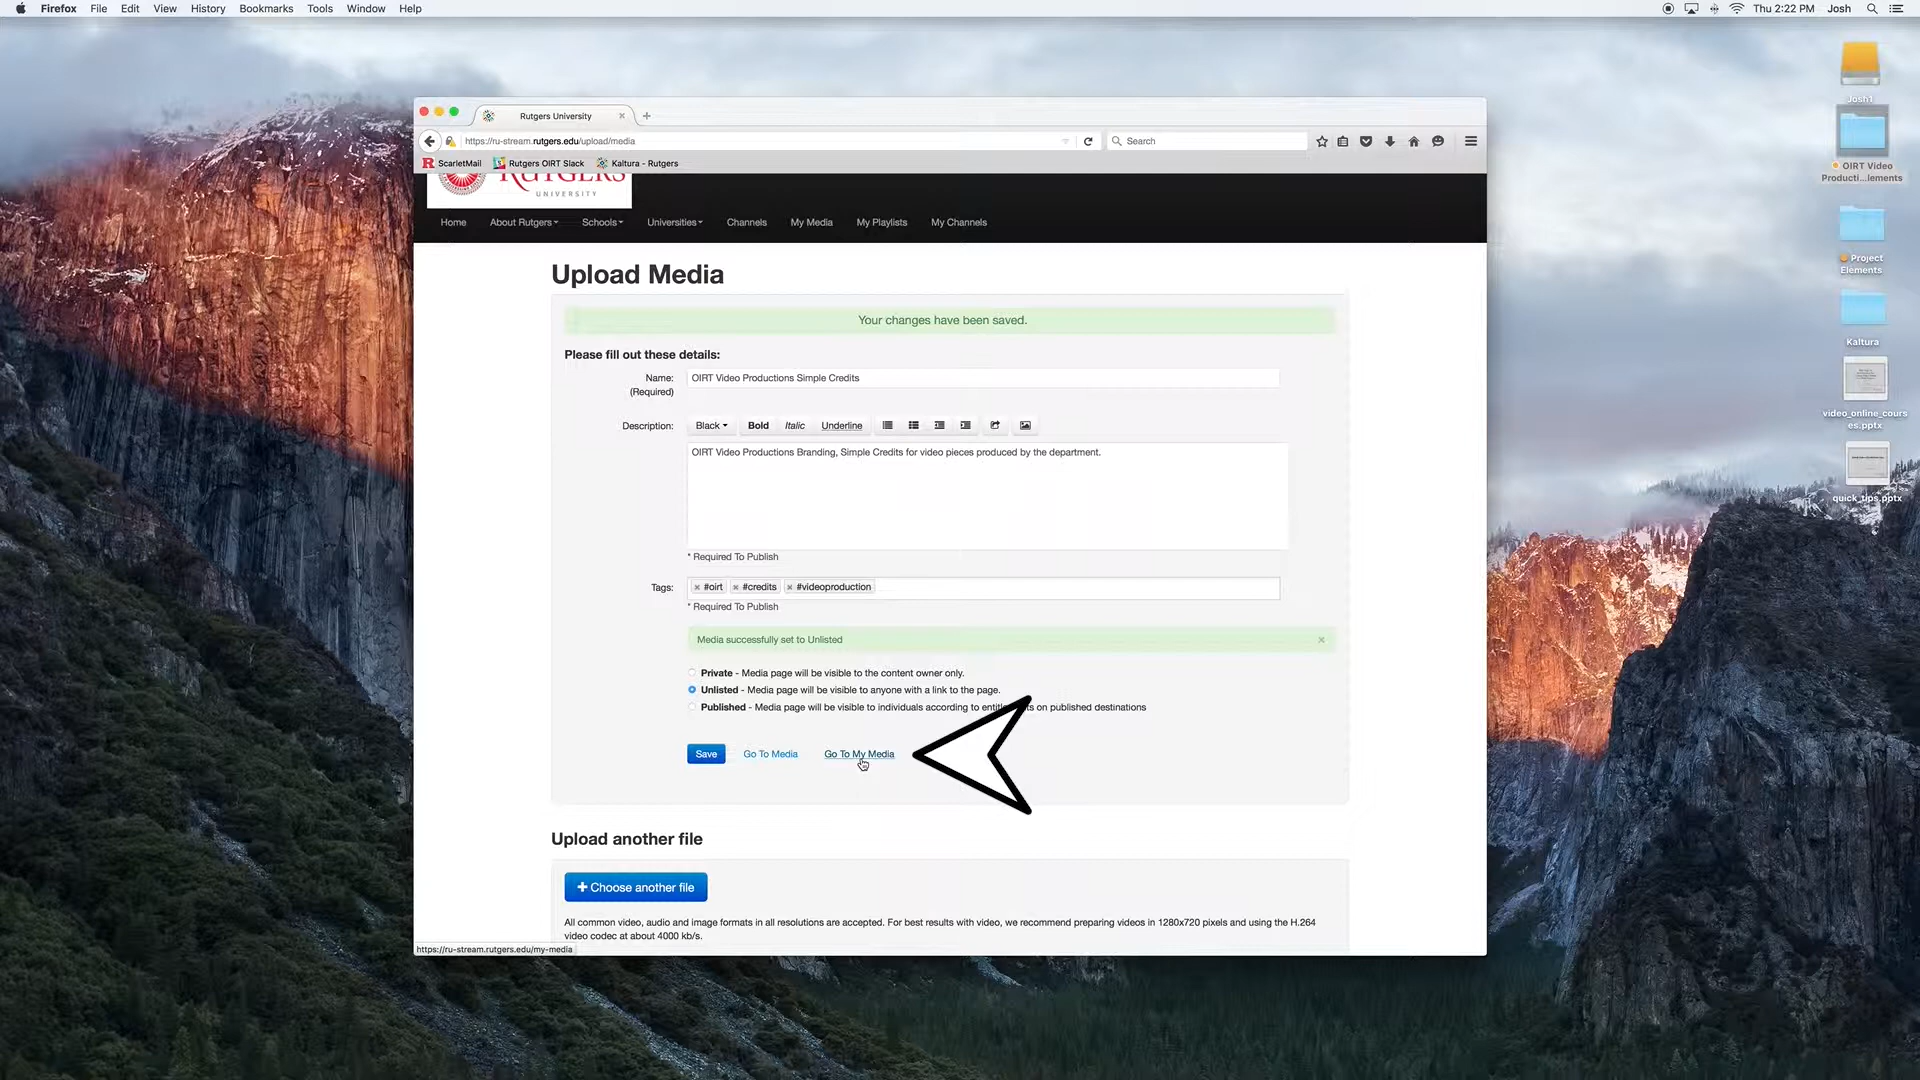 Firefox File Edit View History Bookmarks Tools Window Help
Thu 2:22 PM Josh
Josh1
OIRT Video
Producti...lements
Project
Elements
Kaltura
video_online_cours
es.pptx
quick_tips.pptx
Rutgers University
https://ru-stream.rutgers.edu/upload/media
Search
ScarletMail Rutgers OIRT Slack Kaltura - Rutgers
RUTGERS
UNIVERSITY
Home About Rutgers Schools Universities Channels My Media My Playlists My Channels
Upload Media
Your changes have been saved.
Please fill out these details:
Name: OIRT Video Productions Simple Credits
(Required)
Description: Black Bold Italic Underline
OIRT Video Productions Branding, Simple Credits for video pieces produced by the department.
* Required To Publish
Tags: #oirt #credits #videoproduction
* Required To Publish
Media successfully set to Unlisted
Private - Media page will be visible to the content owner only.
Unlisted - Media page will be visible to anyone with a link to the page.
Published - Media page will be visible to individuals according to on published destinations
Save Go To Media Go To My Media
Upload another file
+ Choose another file
All common video, audio and image formats in all resolutions are accepted. For best results with video, we recommend preparing videos in 1280x720 pixels and using the H.264
video codec at about 4000 kb/s.
https://ru-stream.rutgers.edu/my-media